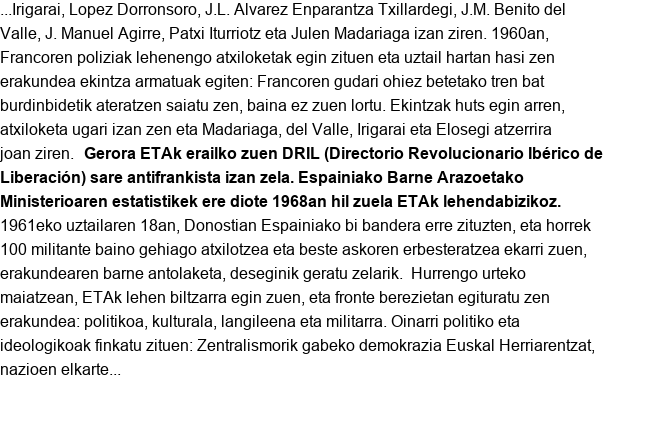 ...Irigarai, Lopez Dorronsoro, J.L. Alvarez Enparantza Txillardegi, J.M. Benito del
Valle, J. Manuel Agirre, Patxi Iturriotz eta Julen Madariaga izan ziren. 1960an,
Francoren poliziak lehenengo atxiloketak egin zituen eta uztail hartan hasi zen
erakundea ekintza armatuak egiten: Francoren gudari ohiez betetako tren bat
burdinbidetik ateratzen saiatu zen, baina ez zuen lortu. Ekintzak huts egin arren,
atxiloketa ugari izan zen eta Madariaga, del Valle, Irigarai eta Elosegi atzerrira
joan ziren.  Gerora ETAk erailko zuen DRIL (Directorio Revolucionario Ibérico de
Liberación) sare antifrankista izan zela. Espainiako Barne Arazoetako
Ministerioaren estatistikek ere diote 1968an hil zuela ETAk lehendabizikoz.
1961eko uztailaren 18an, Donostian Espainiako bi bandera erre zituzten, eta horrek
100 militante baino gehiago atxilotzea eta beste askoren erbesteratzea ekarri zuen,
erakundearen barne antolaketa, deseginik geratu zelarik.  Hurrengo urteko
maiatzean, ETAk lehen biltzarra egin zuen, eta fronte berezietan egituratu zen
erakundea: politikoa, kulturala, langileena eta militarra. Oinarri politiko eta
ideologikoak finkatu zituen: Zentralismorik gabeko demokrazia Euskal Herriarentzat,
nazioen elkarte...